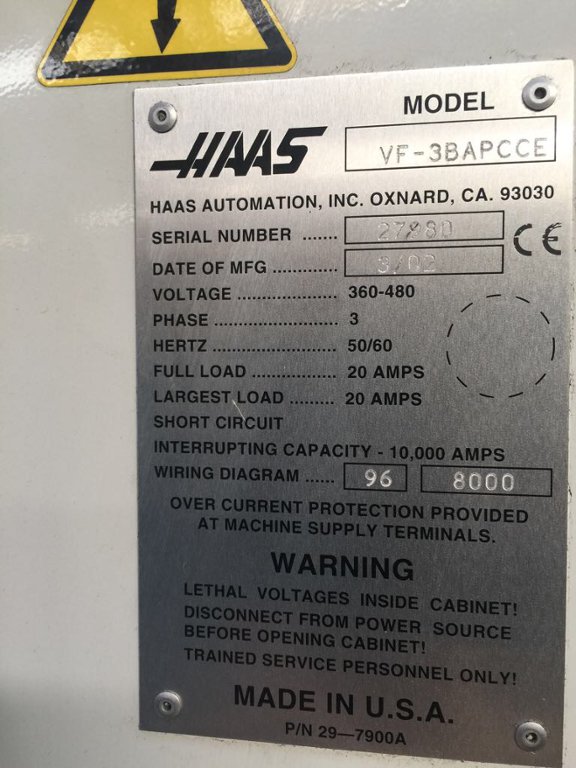 MODEL
HAAS VF-3BAPCCE
HAAS AUTOMATION, INC. OXNARD, CA. 93030
SERIAL NUMBER ......
DATE OF MFG ............. 3/02
CE
VOLTAGE .................. 360-480
PHASE ...................... 3
HERTZ ...................... 50/60
FULL LOAD ............... 20 AMPS
LARGEST LOAD ......... 20 AMPS
SHORT CIRCUIT
INTERRUPTING CAPACITY - 10,000 AMPS
WIRING DIAGRAM ...... 96 8000
OVER CURRENT PROTECTION PROVIDED
AT MACHINE SUPPLY TERMINALS.
WARNING
LETHAL VOLTAGES INSIDE CABINET!
DISCONNECT FROM POWER SOURCE
BEFORE OPENING CABINET!
TRAINED SERVICE PERSONNEL ONLY!
MADE IN U.S.A.
P/N 29—7900A